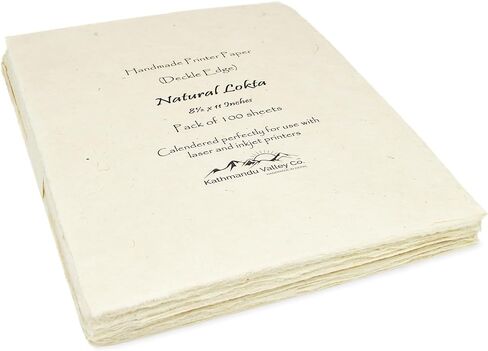 Handmade Printer Paper
(Deckle Edge)
Natural Lokta
8½ x 11 Inches
Pack of 100 sheets
Calendered perfectly for use with
laser and inkjet printers
Kathmandu Valley Co.